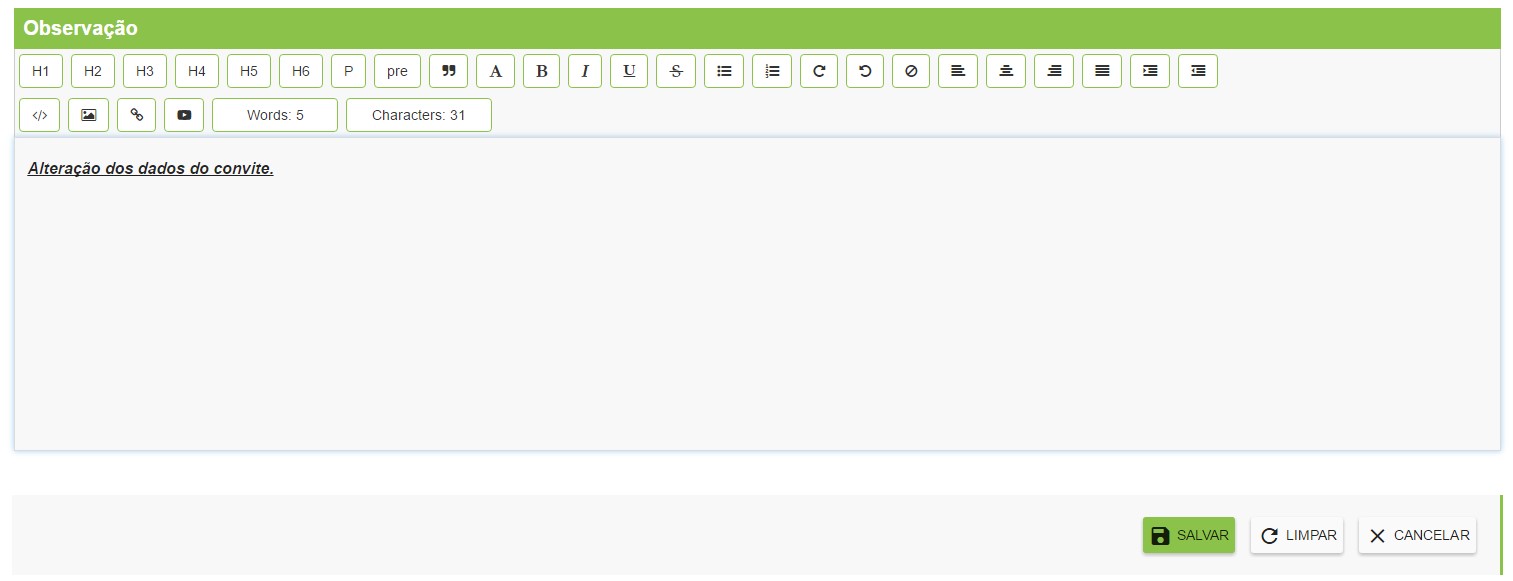 Observação
H1 H2 H3 H4 H5 H6 P pre ❞ A B I U S
</> Words: 5 Characters: 31
Alteração dos dados do convite.
SALVAR LIMPAR CANCELAR